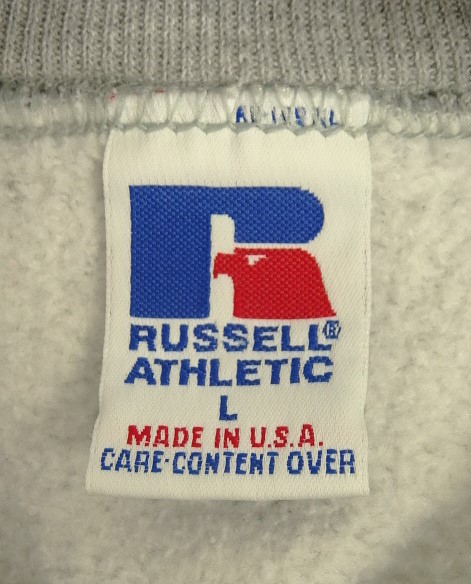 R
RUSSELL®
ATHLETIC
L
MADE IN U.S.A.
CARE-CONTENT OVER